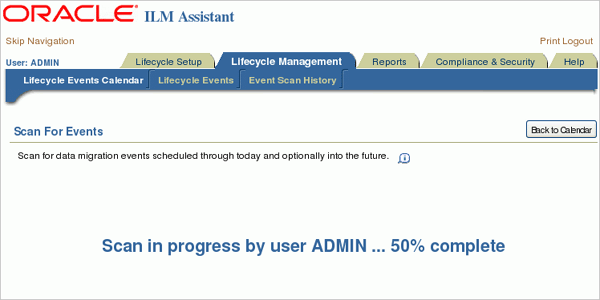 ORACLE ILM Assistant
Skip Navigation Print Logout
User: ADMIN Lifecycle Setup Lifecycle Management Reports Compliance & Security Help
Lifecycle Events Calendar Lifecycle Events Event Scan History
Scan For Events Back to Calendar
Scan for data migration events scheduled through today and optionally into the future.
Scan in progress by user ADMIN ... 50% complete